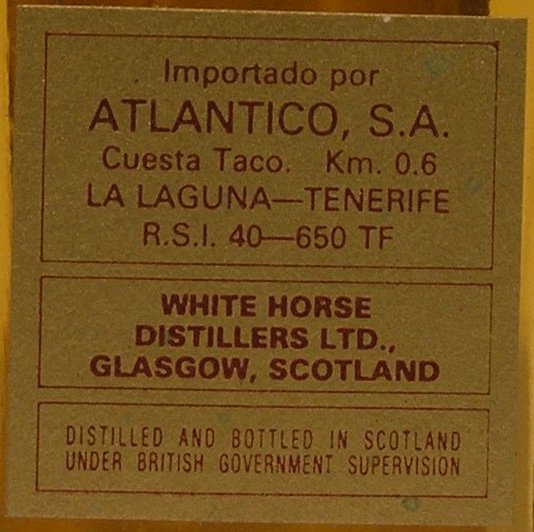 Importado por
ATLANTICO, S.A.
Cuesta Taco. Km. 0.6
LA LAGUNA—TENERIFE
R.S.I. 40—650 TF
WHITE HORSE
DISTILLERS LTD.,
GLASGOW, SCOTLAND
DISTILLED AND BOTTLED IN SCOTLAND
UNDER BRITISH GOVERNMENT SUPERVISION